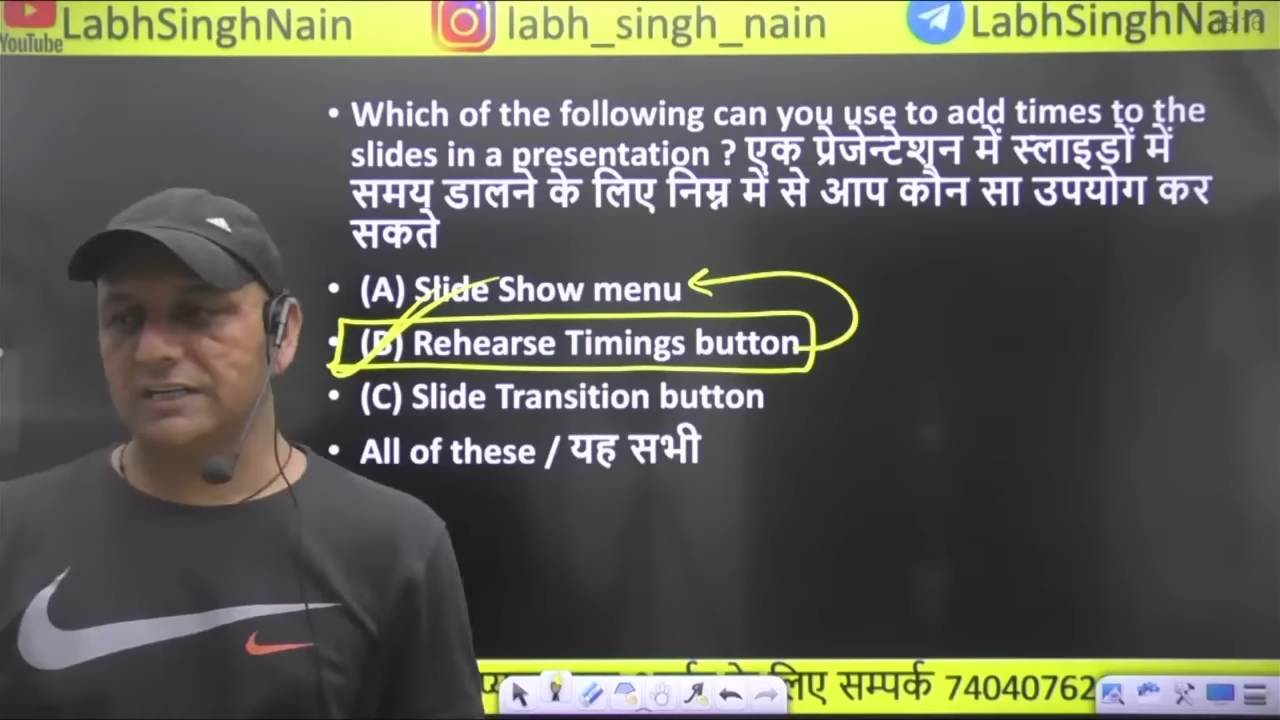 YouTube LabhSinghNain labh_singh_nain LabhSinghNain
• Which of the following can you use to add times to the
slides in a presentation ? एक प्रेजेन्टेशन में स्लाइडों में
समय डालने के लिए निम्न में से आप कौन सा उपयोग कर
सकते
• (A) Slide Show menu
• (B) Rehearse Timings button
• (C) Slide Transition button
• All of these / यह सभी
लिए सम्पर्क 74040762